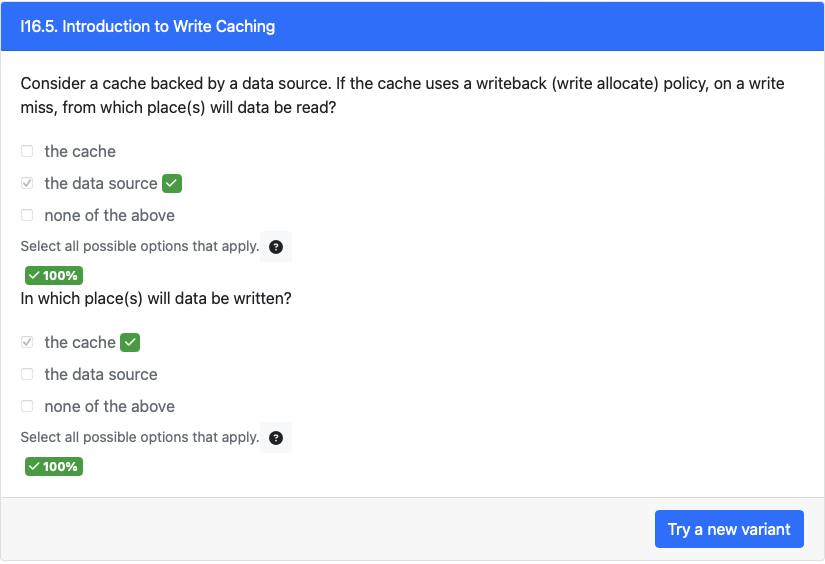 I16.5. Introduction to Write Caching
Consider a cache backed by a data source. If the cache uses a writeback (write allocate) policy, on a write
miss, from which place(s) will data be read?
the cache
the data source
none of the above
Select all possible options that apply. ?
100%
In which place(s) will data be written?
the cache
the data source
none of the above
Select all possible options that apply. ?
100%
Try a new variant